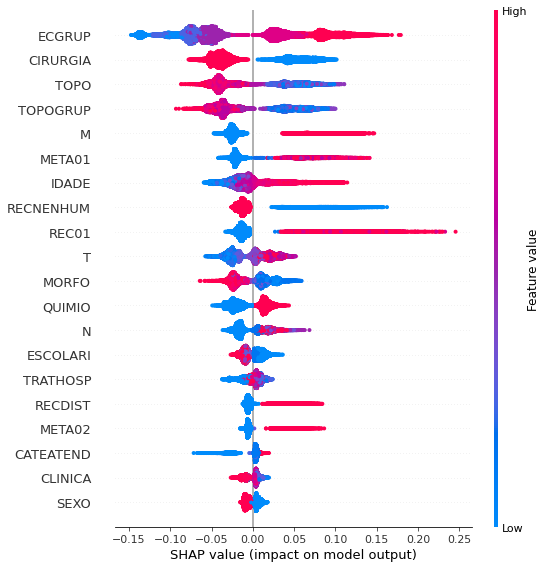 High
ECGRUP
CIRURGIA
TOPO
TOPOGRUP
M
META01
IDADE
RECNENHUM
REC01
T
MORFO
QUIMIO
N
ESCOLARI
TRATHOSP
RECDIST
META02
CATEATEND
CLINICA
SEXO
Feature value
Low
−0.15 −0.10 −0.05 0.00 0.05 0.10 0.15 0.20 0.25
SHAP value (impact on model output)